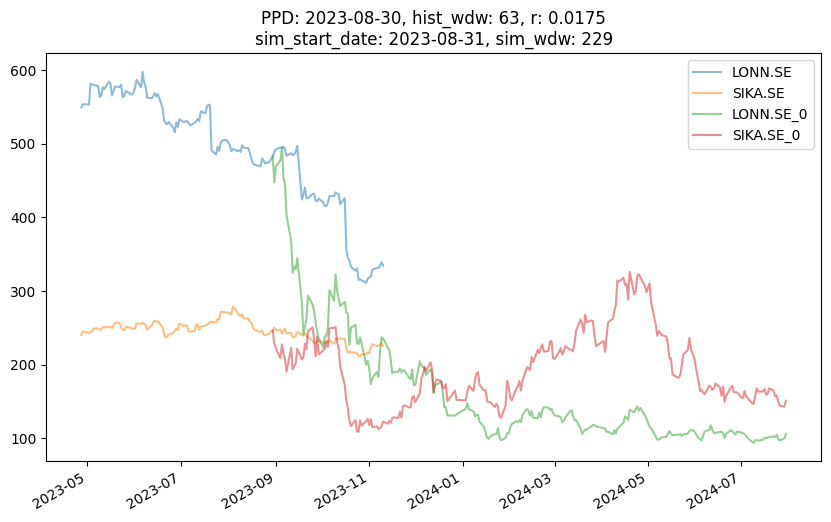 PPD: 2023-08-30, hist_wdw: 63, r: 0.0175
sim_start_date: 2023-08-31, sim_wdw: 229
LONN.SE
SIKA.SE
LONN.SE_0
SIKA.SE_0
600
500
400
300
200
100
2023-05
2023-07
2023-09
2023-11
2024-01
2024-03
2024-05
2024-07